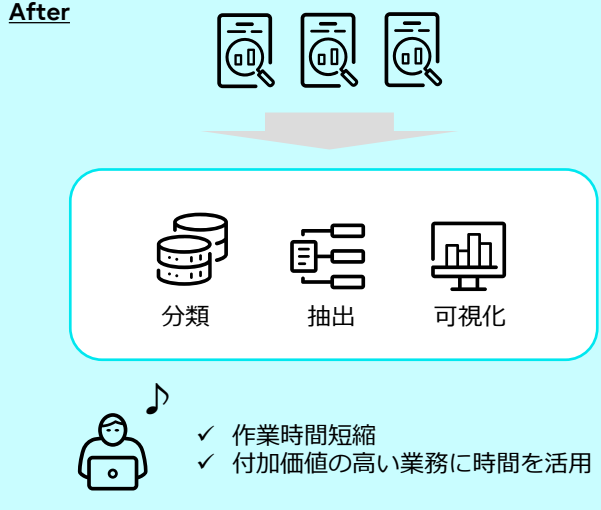 After
分類
抽出
可視化
✓ 作業時間短縮
✓ 付加価値の高い業務に時間を活用